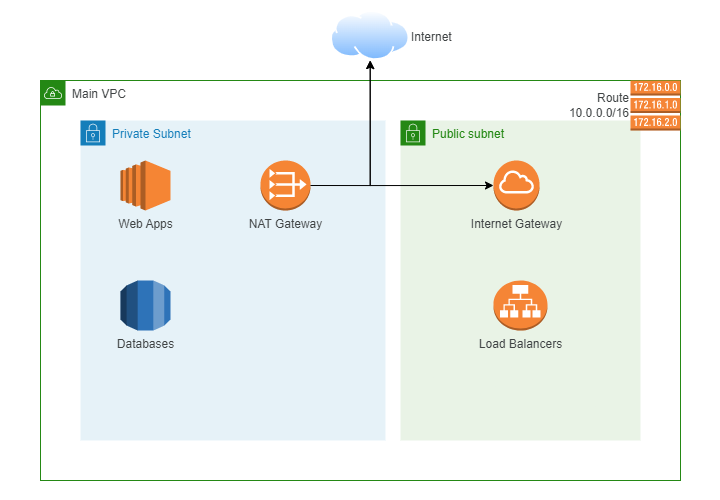 Internet
Main VPC
Route
10.0.0.0/16
172.16.0.0
172.16.1.0
172.16.2.0
Private Subnet
Public subnet
Web Apps
NAT Gateway
Internet Gateway
Databases
Load Balancers